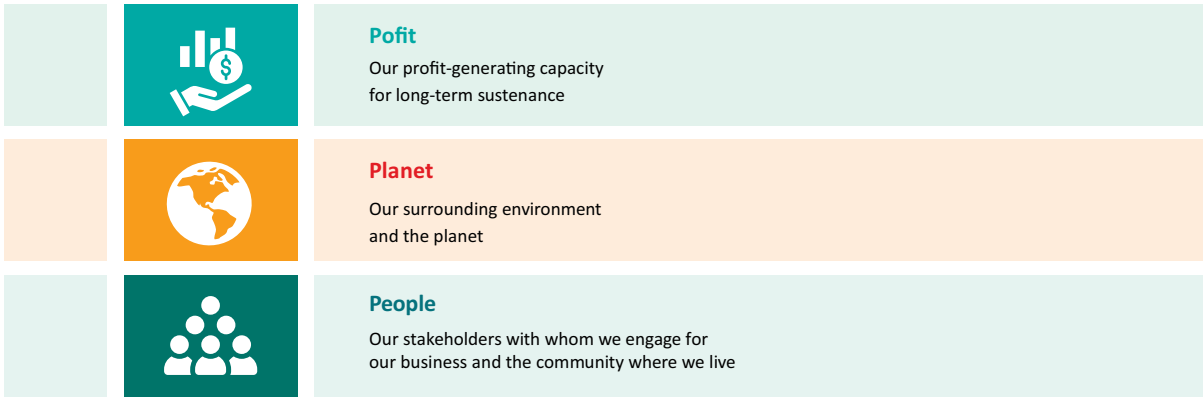 Pofit
Our profit-generating capacity
for long-term sustenance
Planet
Our surrounding environment
and the planet
People
Our stakeholders with whom we engage for
our business and the community where we live